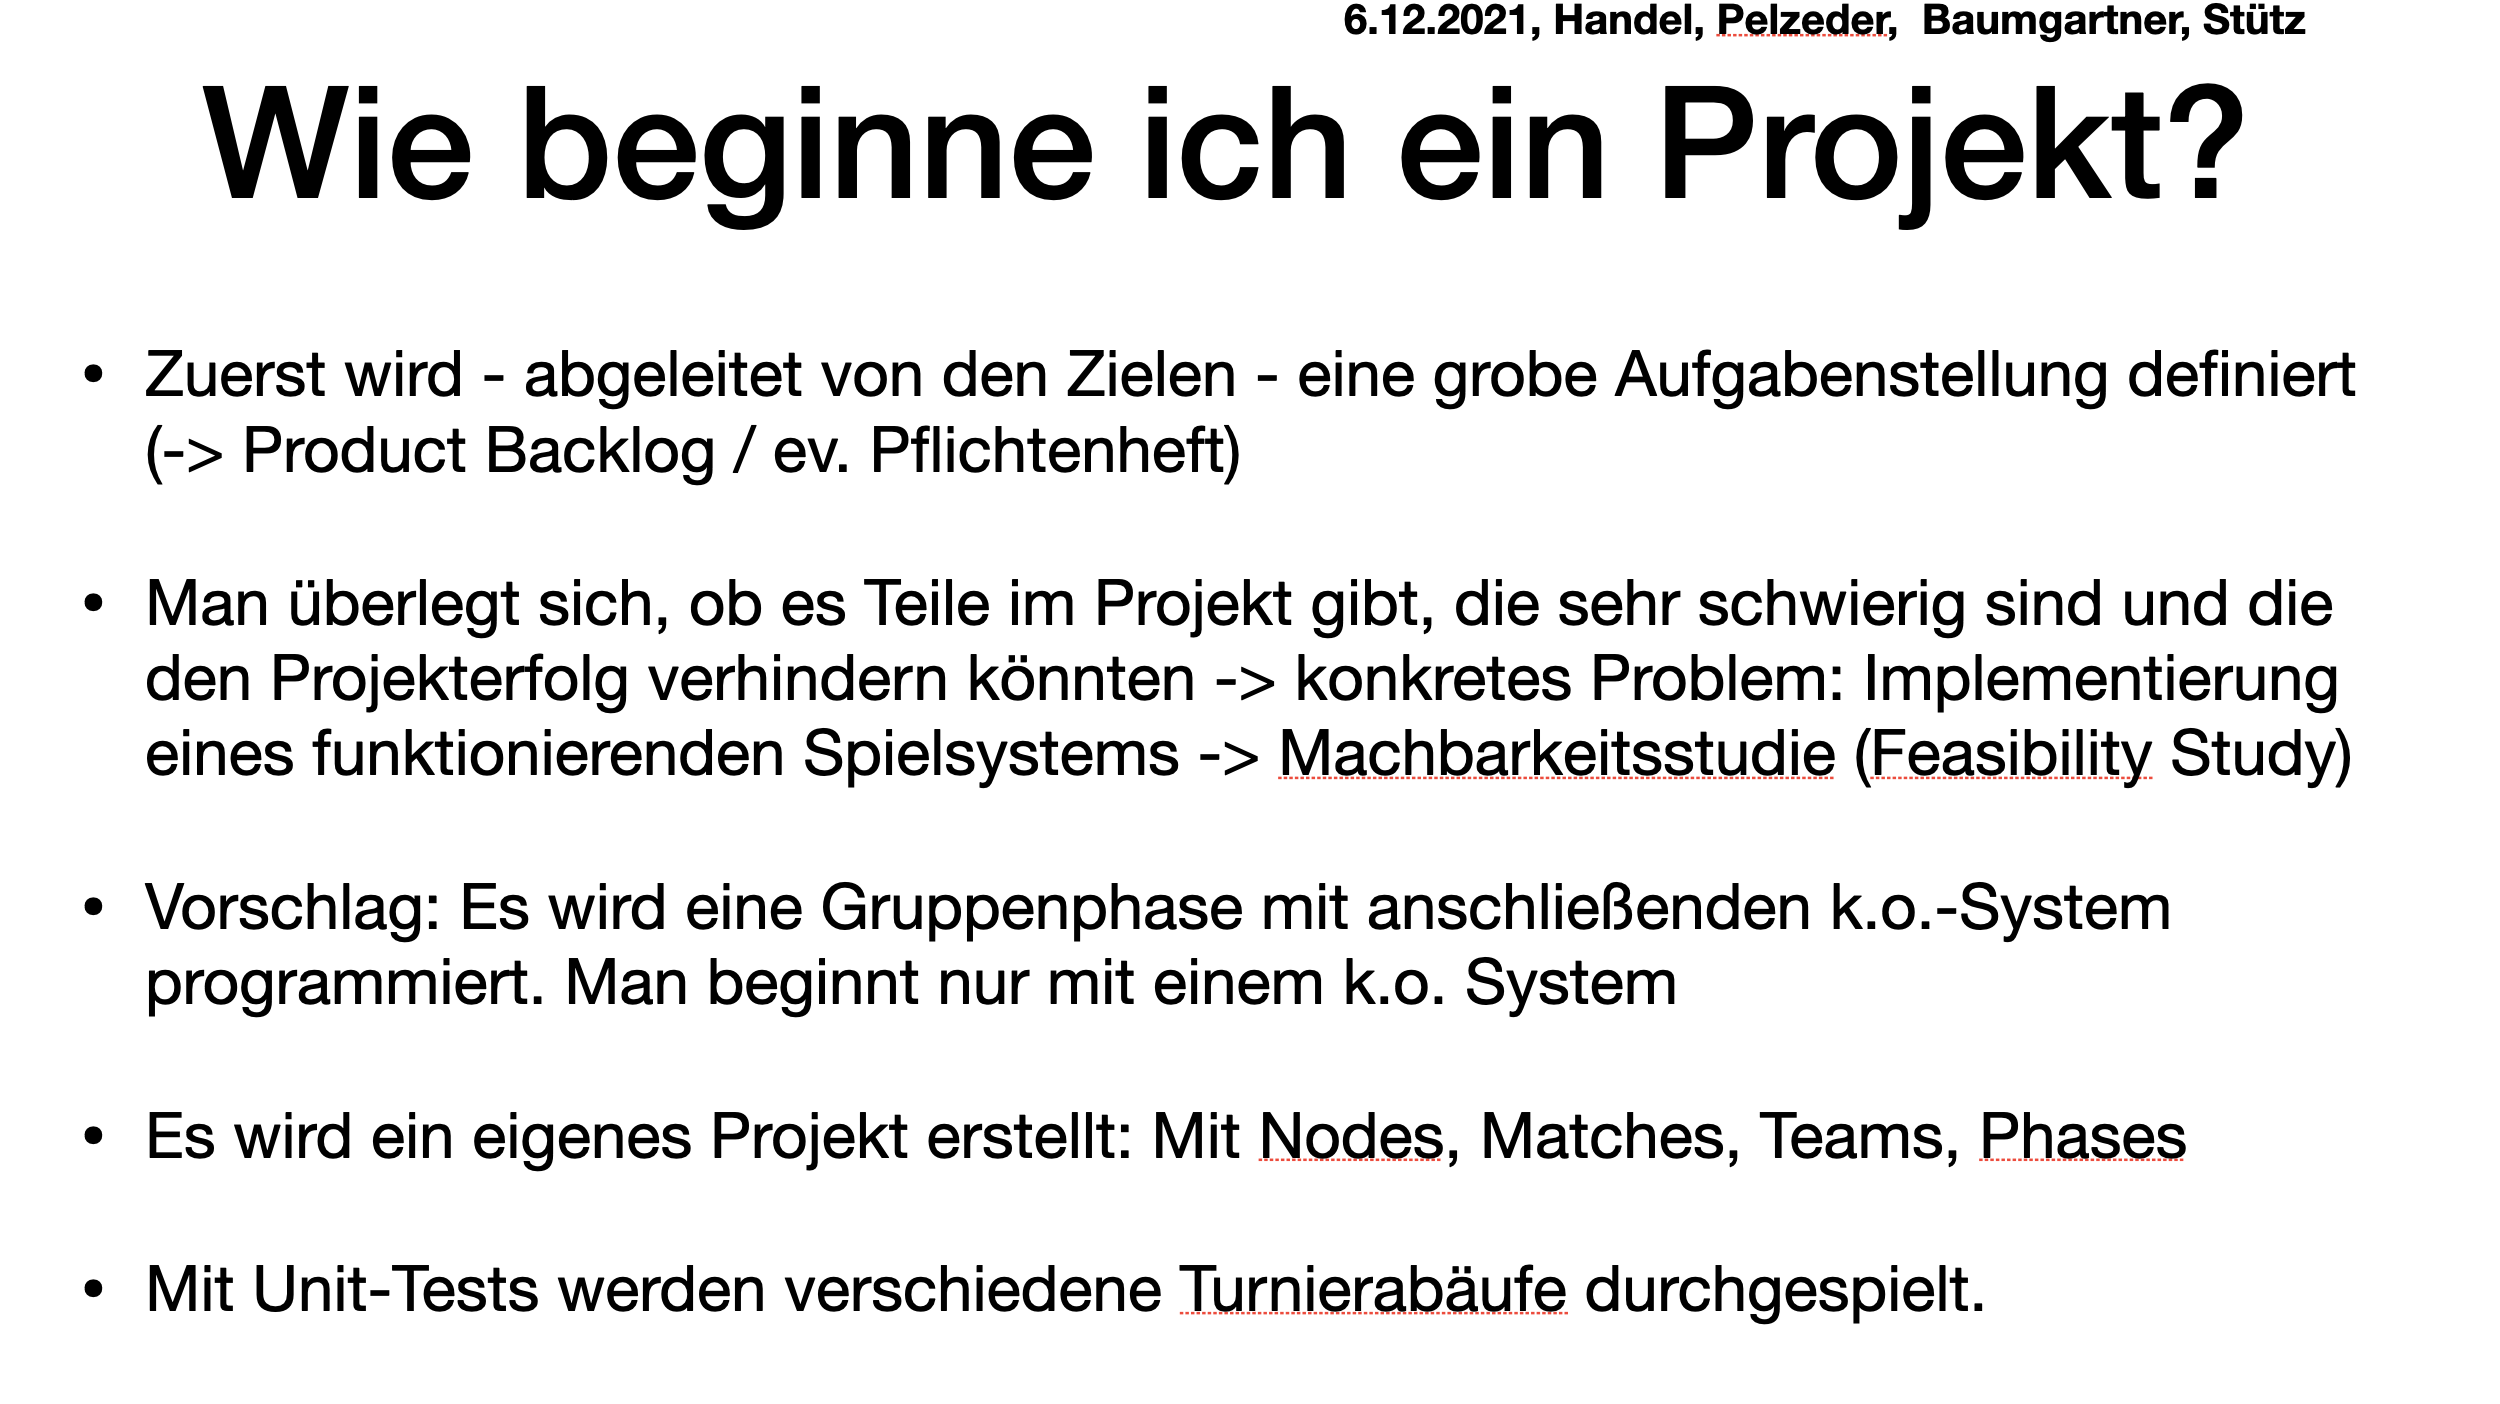 6.12.2021, Handel, Pelzeder,  Baumgartner, Stütz
Wie beginne ich ein Projekt?
• Zuerst wird - abgeleitet von den Zielen - eine grobe Aufgabenstellung definiert
(-> Product Backlog / ev. Pflichtenheft)
• Man überlegt sich, ob es Teile im Projekt gibt, die sehr schwierig sind und die
den Projekterfolg verhindern könnten -> konkretes Problem: Implementierung
eines funktionierenden Spielsystems -> Machbarkeitsstudie (Feasibility Study)
• Vorschlag: Es wird eine Gruppenphase mit anschließenden k.o.-System
programmiert. Man beginnt nur mit einem k.o. System
• Es wird ein eigenes Projekt erstellt: Mit Nodes, Matches, Teams, Phases
• Mit Unit-Tests werden verschiedene Turnierabäufe durchgespielt.